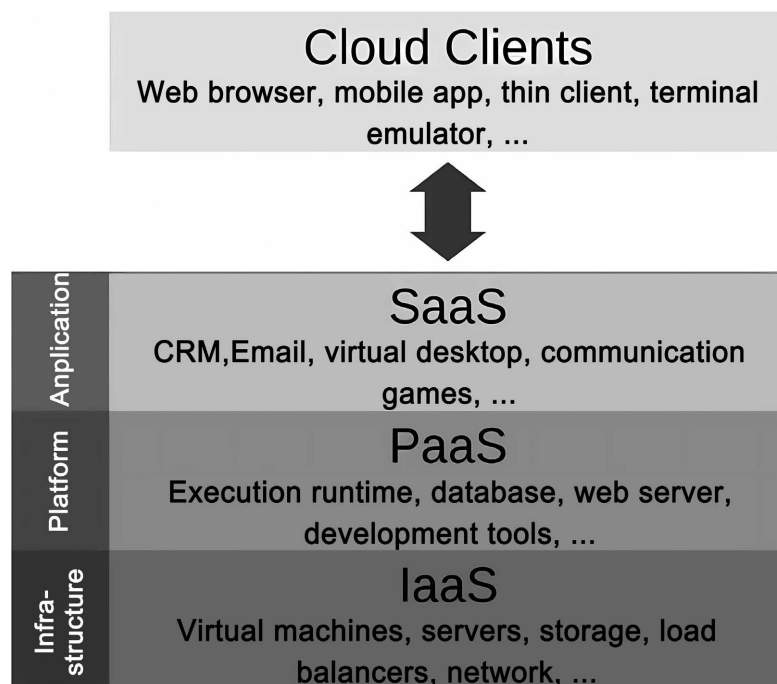 Cloud Clients
Web browser, mobile app, thin client, terminal
emulator, ...
Anplication
SaaS
CRM,Email, virtual desktop, communication
games, ...
Platform
PaaS
Execution runtime, database, web server,
development tools, ...
Infra-
structure
IaaS
Virtual machines, servers, storage, load
balancers, network, ...